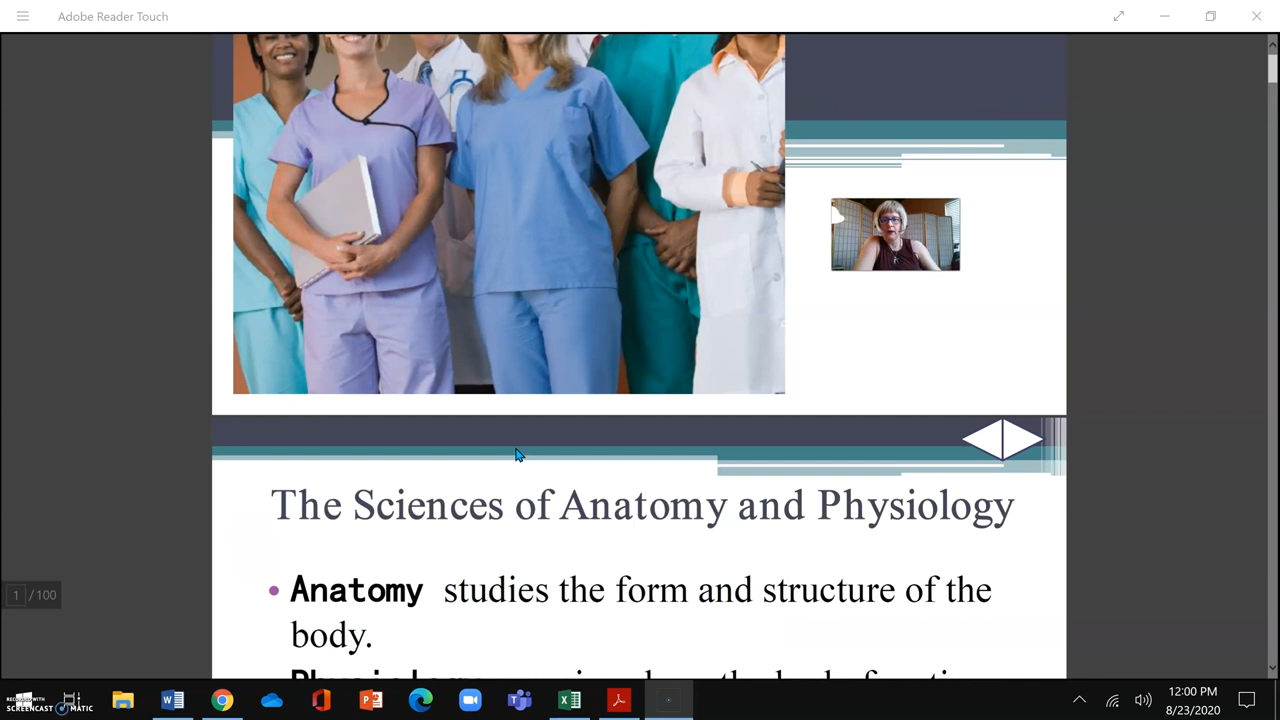 Adobe Reader Touch
The Sciences of Anatomy and Physiology
• Anatomy studies the form and structure of the
body.
1 / 100
RECORDED WITH
SCREENCAST MATIC
12:00 PM
8/23/2020